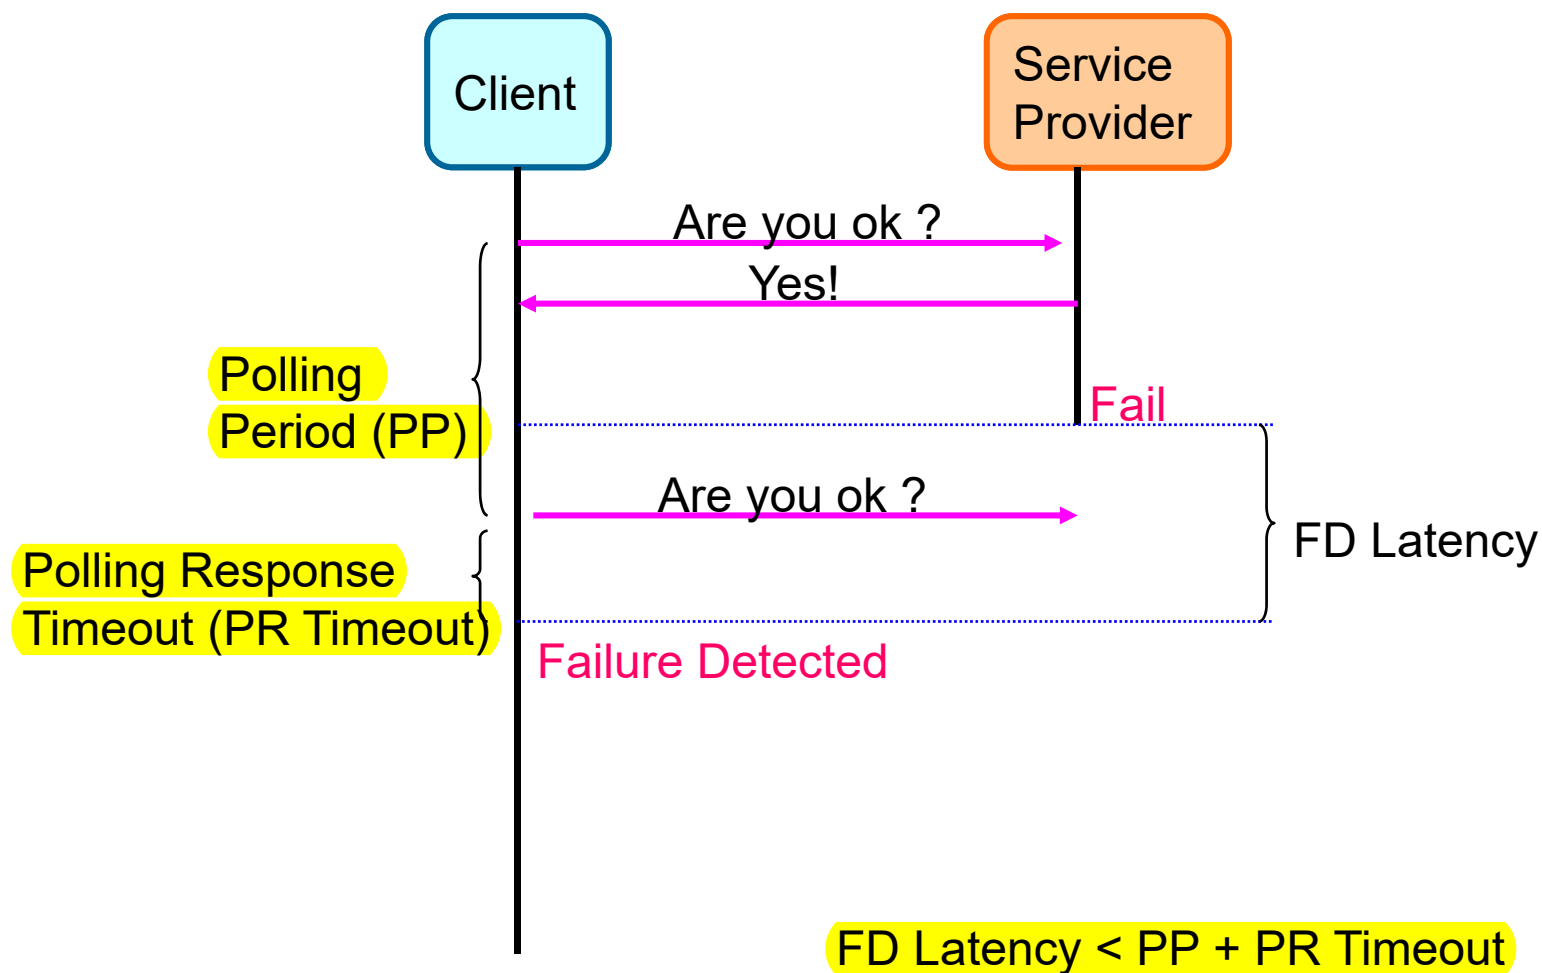 Client
Service
Provider
Are you ok ?
Yes!
Polling
Period (PP)
Fail
Are you ok ?
FD Latency
Polling Response
Timeout (PR Timeout)
Failure Detected
FD Latency < PP + PR Timeout